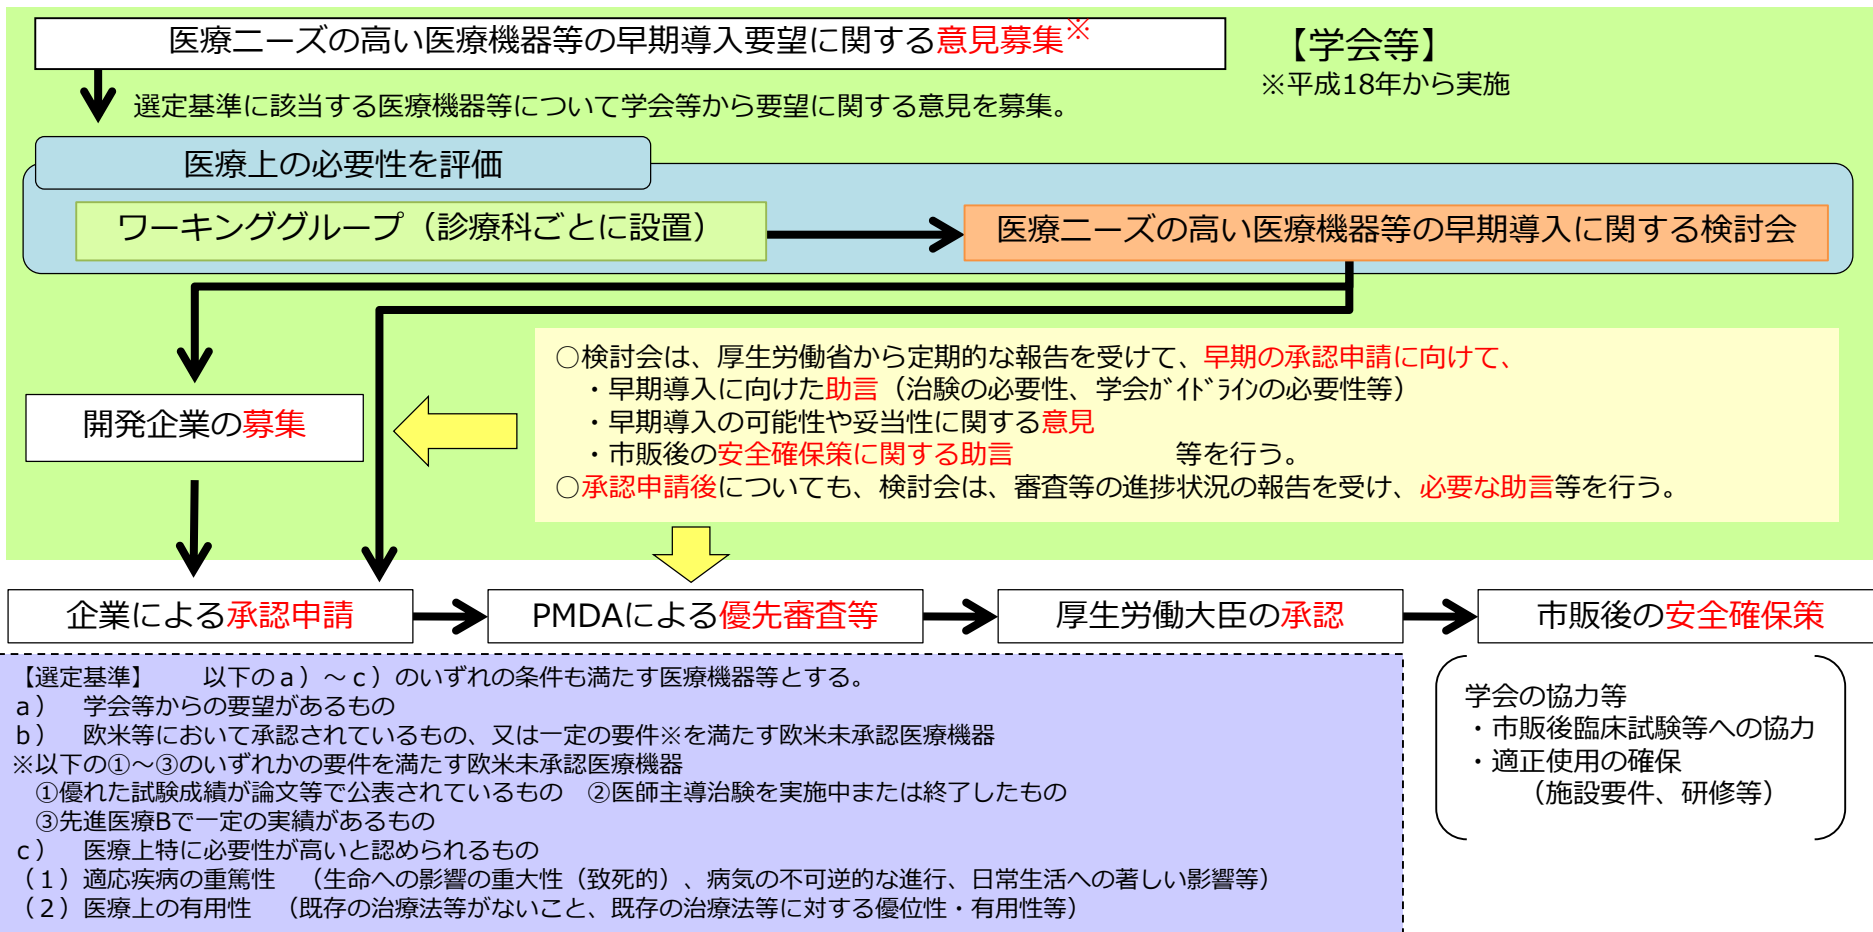 医療ニーズの高い医療機器等の早期導入要望に関する意見募集※
【学会等】
※平成18年から実施
選定基準に該当する医療機器等について学会等から要望に関する意見を募集。
医療上の必要性を評価
ワーキンググループ（診療科ごとに設置）
医療ニーズの高い医療機器等の早期導入に関する検討会
○検討会は、厚生労働省から定期的な報告を受けて、早期の承認申請に向けて、
・早期導入に向けた助言（治験の必要性、学会ｶﾞｲﾄﾞﾗｲﾝの必要性等）
・早期導入の可能性や妥当性に関する意見
・市販後の安全確保策に関する助言 等を行う。
○承認申請後についても、検討会は、審査等の進捗状況の報告を受け、必要な助言等を行う。
開発企業の募集
企業による承認申請
PMDAによる優先審査等
厚生労働大臣の承認
市販後の安全確保策
【選定基準】 以下のａ）～ｃ）のいずれの条件も満たす医療機器等とする。
ａ） 学会等からの要望があるもの
ｂ） 欧米等において承認されているもの、又は一定の要件※を満たす欧米未承認医療機器
※以下の①～③のいずれかの要件を満たす欧米未承認医療機器
①優れた試験成績が論文等で公表されているもの ②医師主導治験を実施中または終了したもの
③先進医療Bで一定の実績があるもの
ｃ） 医療上特に必要性が高いと認められるもの
（１）適応疾病の重篤性 （生命への影響の重大性（致死的）、病気の不可逆的な進行、日常生活への著しい影響等）
（２）医療上の有用性 （既存の治療法等がないこと、既存の治療法等に対する優位性・有用性等）
学会の協力等
・市販後臨床試験等への協力
・適正使用の確保
（施設要件、研修等）